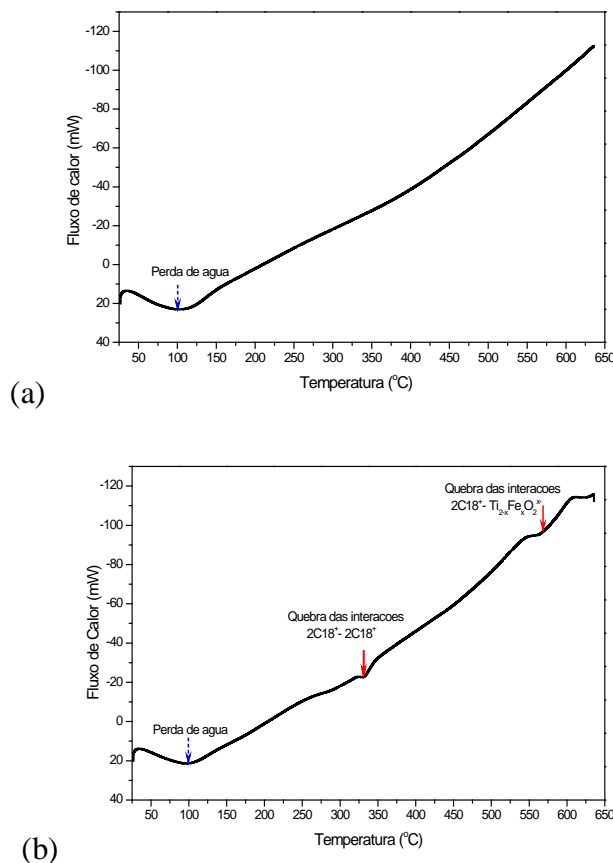 -120
-100
-80
-60
-40
-20
0
20
40
Fluxo de calor (mW)
Perda de agua
50 100 150 200 250 300 350 400 450 500 550 600 650
Temperatura (°C)
(a)
-120
-100
-80
-60
-40
-20
0
20
40
Fluxo de Calor (mW)
Quebra das interacoes
2C18⁺- Ti₂₋ₓFeₓO₂ˣ⁻
Quebra das interacoes
2C18⁺- 2C18⁺
Perda de agua
50 100 150 200 250 300 350 400 450 500 550 600 650
Temperatura (°C)
(b)